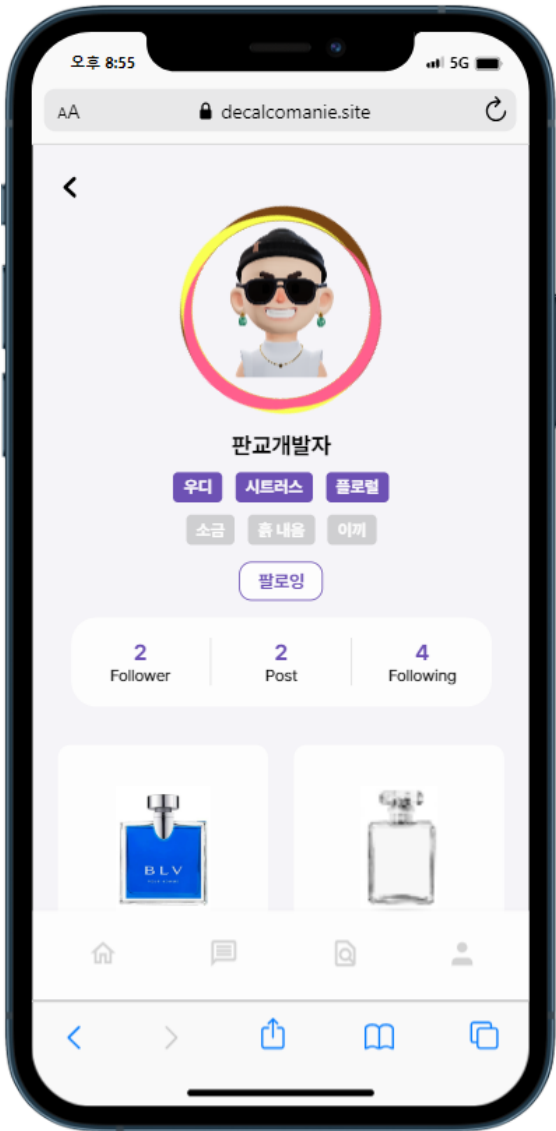 오후 8:55 5G
AA decalcomanie.site
판교개발자
우디 시트러스 플로럴
소금 흙 내음 이끼
팔로잉
2 2 4
Follower Post Following
BLV